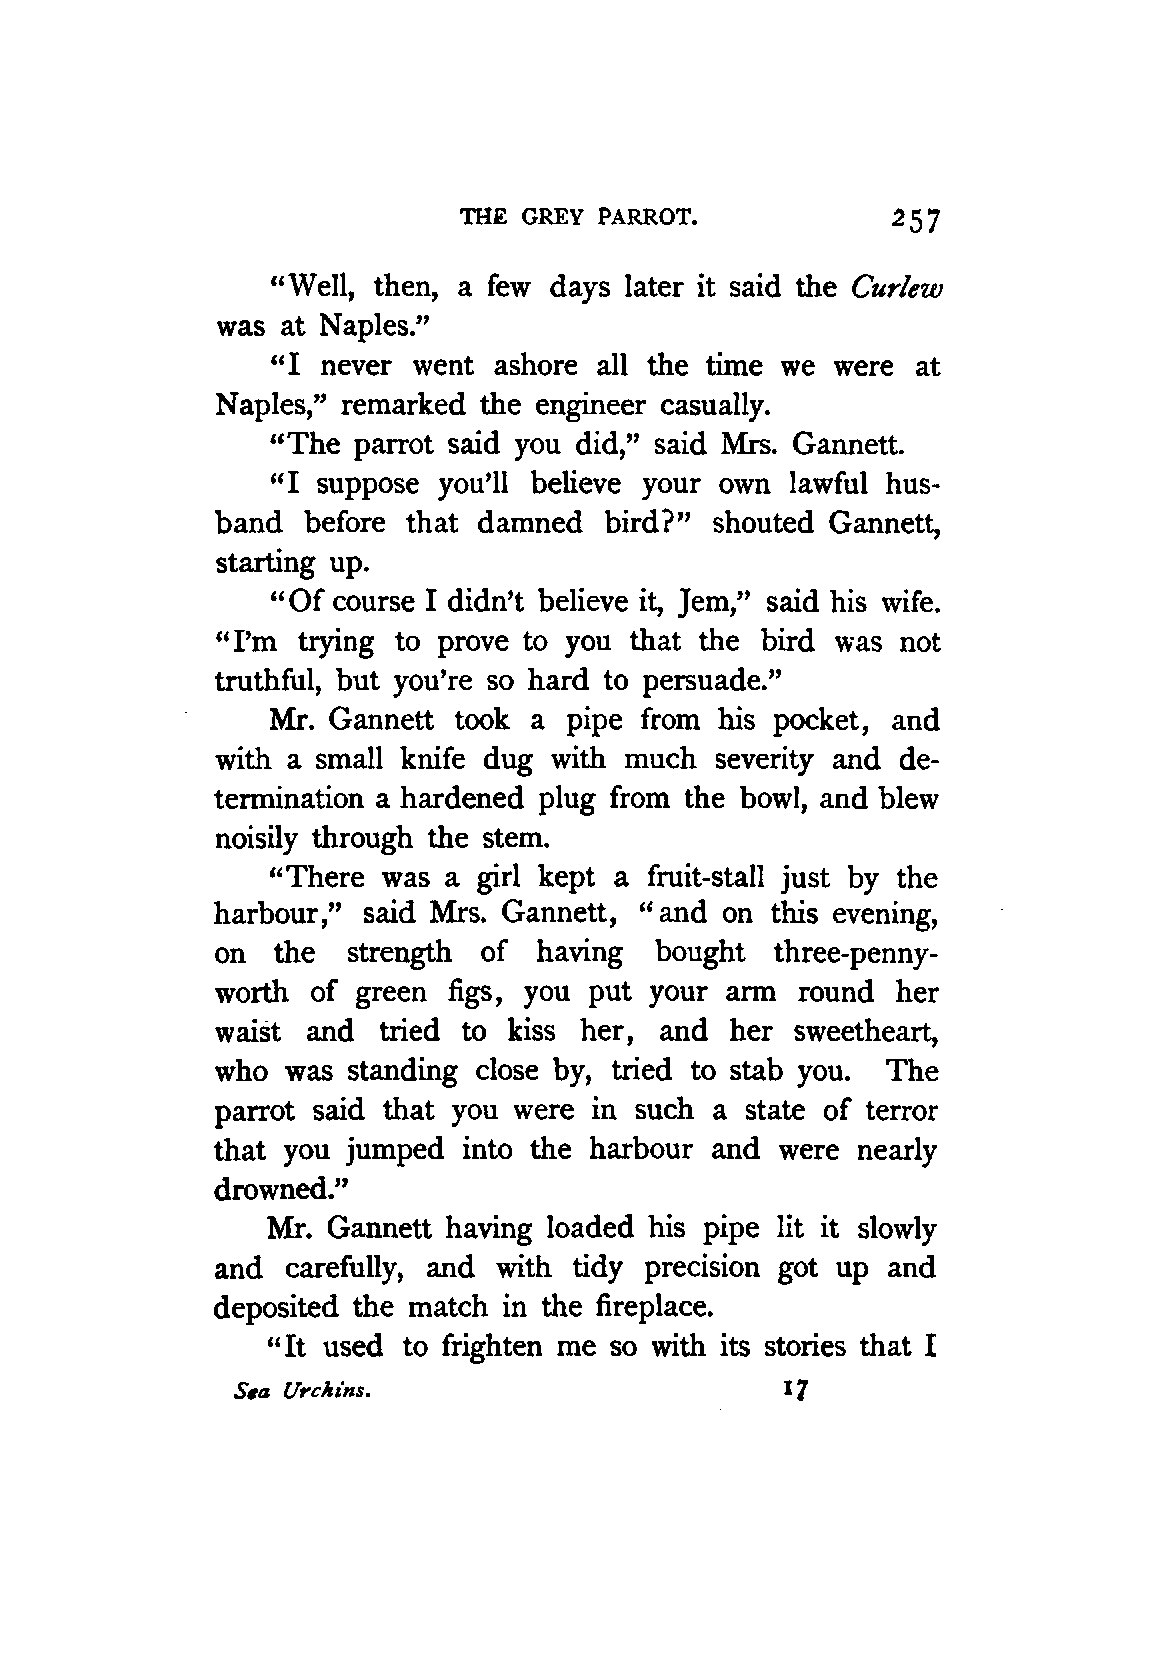 THE GREY PARROT. 257
“Well, then, a few days later it said the Curlew
was at Naples.”
“I never went ashore all the time we were at
Naples,” remarked the engineer casually.
“The parrot said you did,” said Mrs. Gannett.
“I suppose you’ll believe your own lawful hus-
band before that damned bird?” shouted Gannett,
starting up.
“Of course I didn’t believe it, Jem,” said his wife.
“I’m trying to prove to you that the bird was not
truthful, but you’re so hard to persuade.”
Mr. Gannett took a pipe from his pocket, and
with a small knife dug with much severity and de-
termination a hardened plug from the bowl, and blew
noisily through the stem.
“There was a girl kept a fruit-stall just by the
harbour,” said Mrs. Gannett, “and on this evening,
on the strength of having bought three-penny-
worth of green figs, you put your arm round her
waist and tried to kiss her, and her sweetheart,
who was standing close by, tried to stab you. The
parrot said that you were in such a state of terror
that you jumped into the harbour and were nearly
drowned.”
Mr. Gannett having loaded his pipe lit it slowly
and carefully, and with tidy precision got up and
deposited the match in the fireplace.
“It used to frighten me so with its stories that I
Sea Urchins. 17